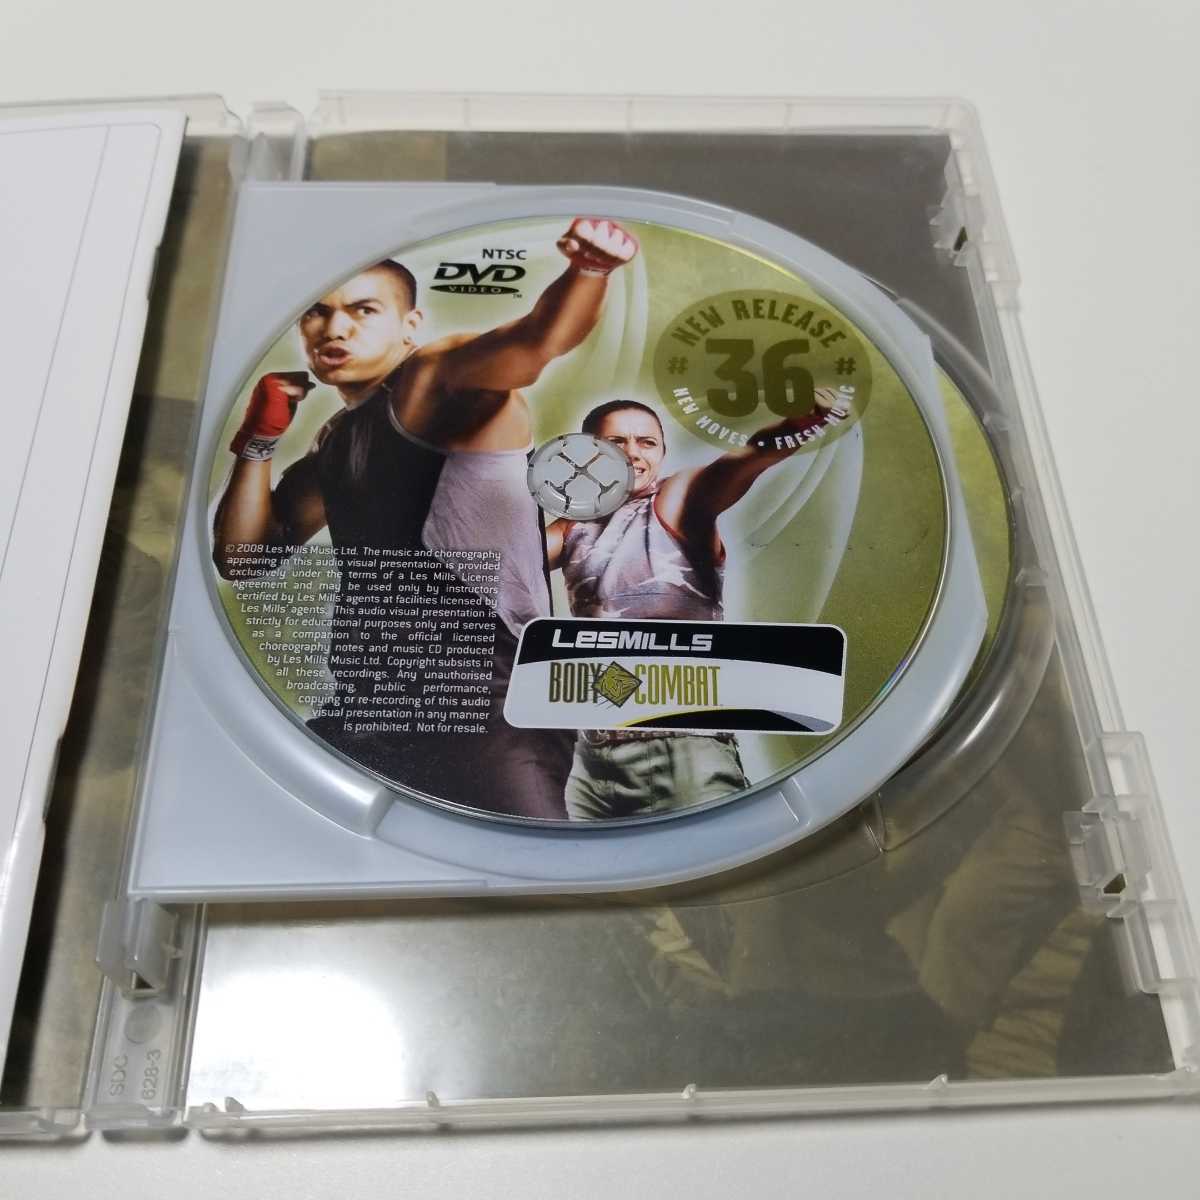 NTSC
DVD
VIDEO
TM
NEW RELEASE
# 36 #
NEW MOVES • FRESH MUSIC
© 2008 Les Mills Music Ltd. The music and choreography
appearing in this audio visual presentation is provided
exclusively under the terms of a Les Mills License
Agreement and may be used only by instructors
certified by Les Mills' agents at facilities licensed by
Les Mills' agents. This audio visual presentation is
strictly for educational purposes only and serves
as a companion to the official licensed
choreography notes and music CD produced
by Les Mills Music Ltd. Copyright subsists in
all these recordings. Any unauthorised
broadcasting, public performance,
copying or re-recording of this audio
visual presentation in any manner
is prohibited. Not for resale.
LesMILLS
BODY COMBAT
SDC
628-3